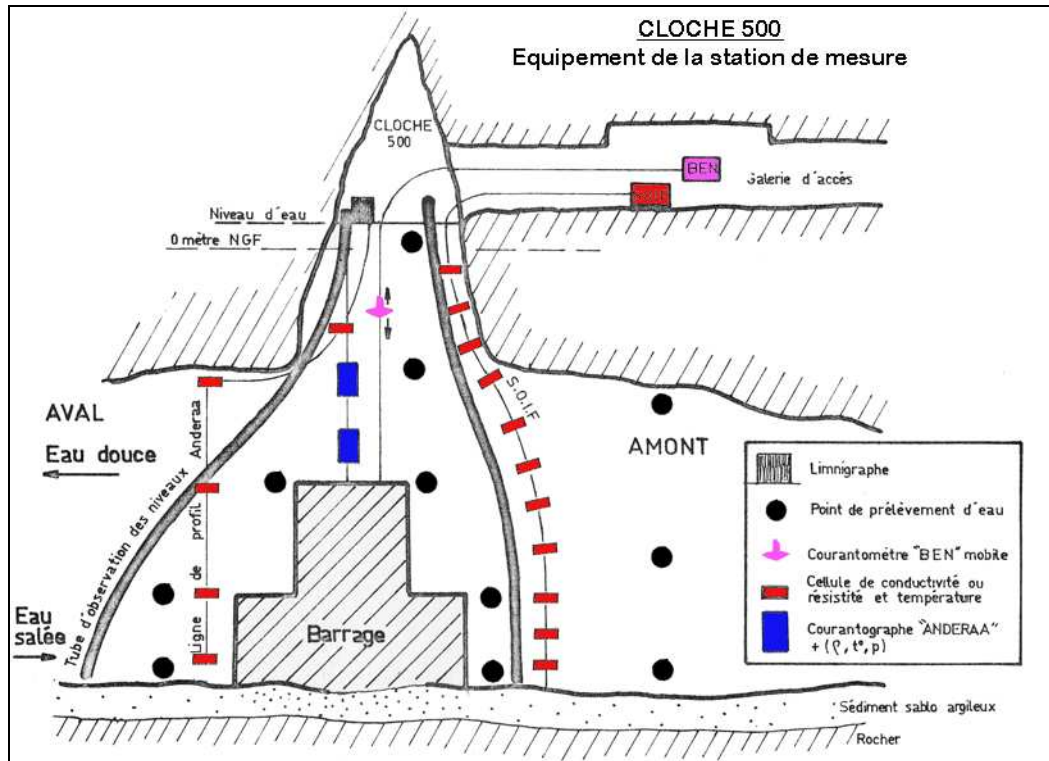 CLOCHE 500
Equipement de la station de mesure
CLOCHE
500
BEN
Galerie d'accès
Niveau d'eau
0 mètre NGF
S.O.I.F
AVAL
Eau douce
AMONT
Tube d'observation des niveaux
Ligne de profil Anderaa
Eau
salée
Barrage
Limnigraphe
Point de prélèvement d'eau
Courantomètre "BEN" mobile
Cellule de conductivité ou
résistité et température
Courantographe "ANDERAA"
+ (ρ, t°, p)
Sédiment sablo argileux
Rocher